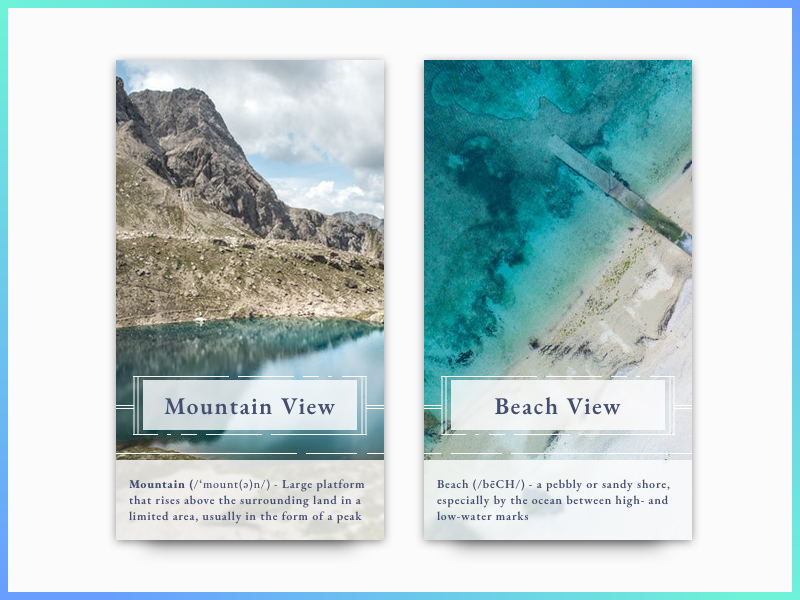 Mountain View
Mountain (/ˈmount(ə)n/) - Large platform
that rises above the surrounding land in a
limited area, usually in the form of a peak
Beach View
Beach (/bēCH/) - a pebbly or sandy shore,
especially by the ocean between high- and
low-water marks